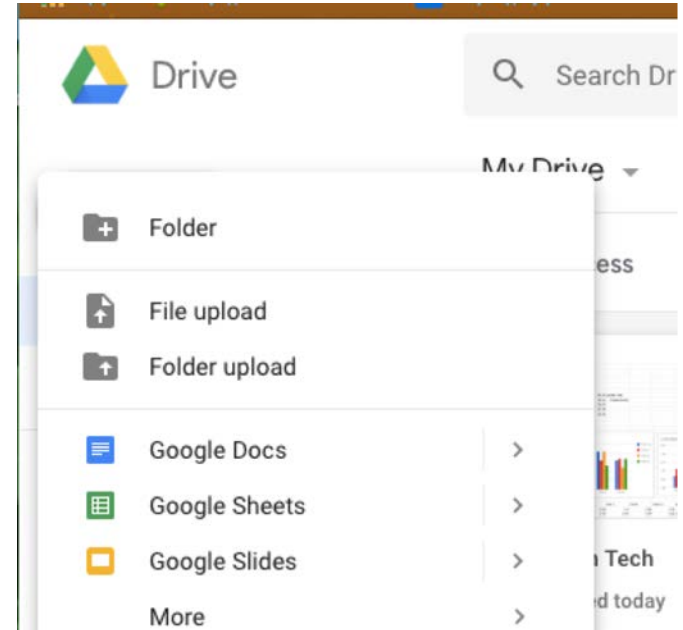 Drive
Search Dr
My Drive
Folder
ess
File upload
Folder upload
Google Docs
Google Sheets
Google Slides
Tech
More
ed today